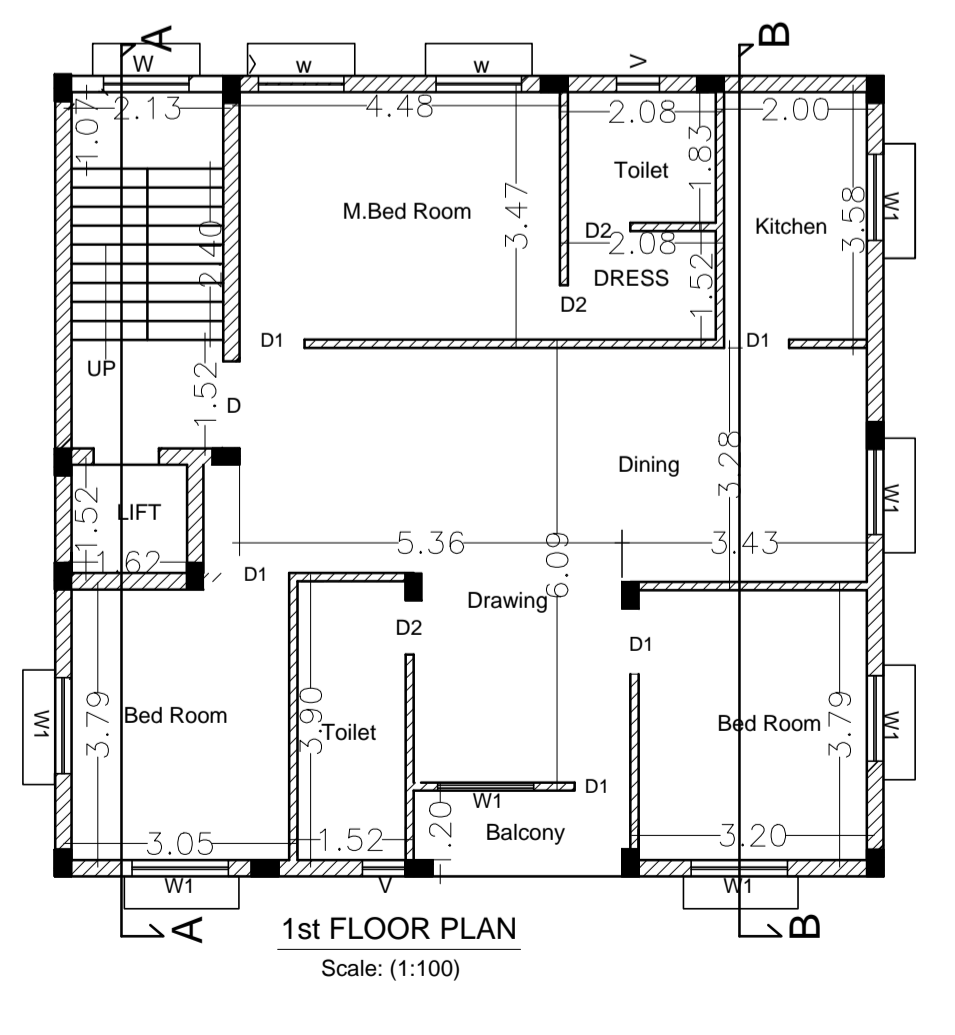 A
B
W
w
w
V
2.13
4.48
2.08
2.00
1.07
1.83
Toilet
M.Bed Room
3.47
Kitchen
3.58
W1
D2
2.08
2.40
DRESS
1.52
D2
D1
D1
UP
1.52
D
Dining
3.28
W1
LIFT
1.52
1.62
5.36
3.43
6.09
D1
Drawing
D2
D1
3.79
Bed Room
3.90
Toilet
Bed Room
3.79
W1
W1
D1
W1
.20
Balcony
3.05
1.52
3.20
W1
V
W1
A
B
1st FLOOR PLAN
Scale: (1:100)